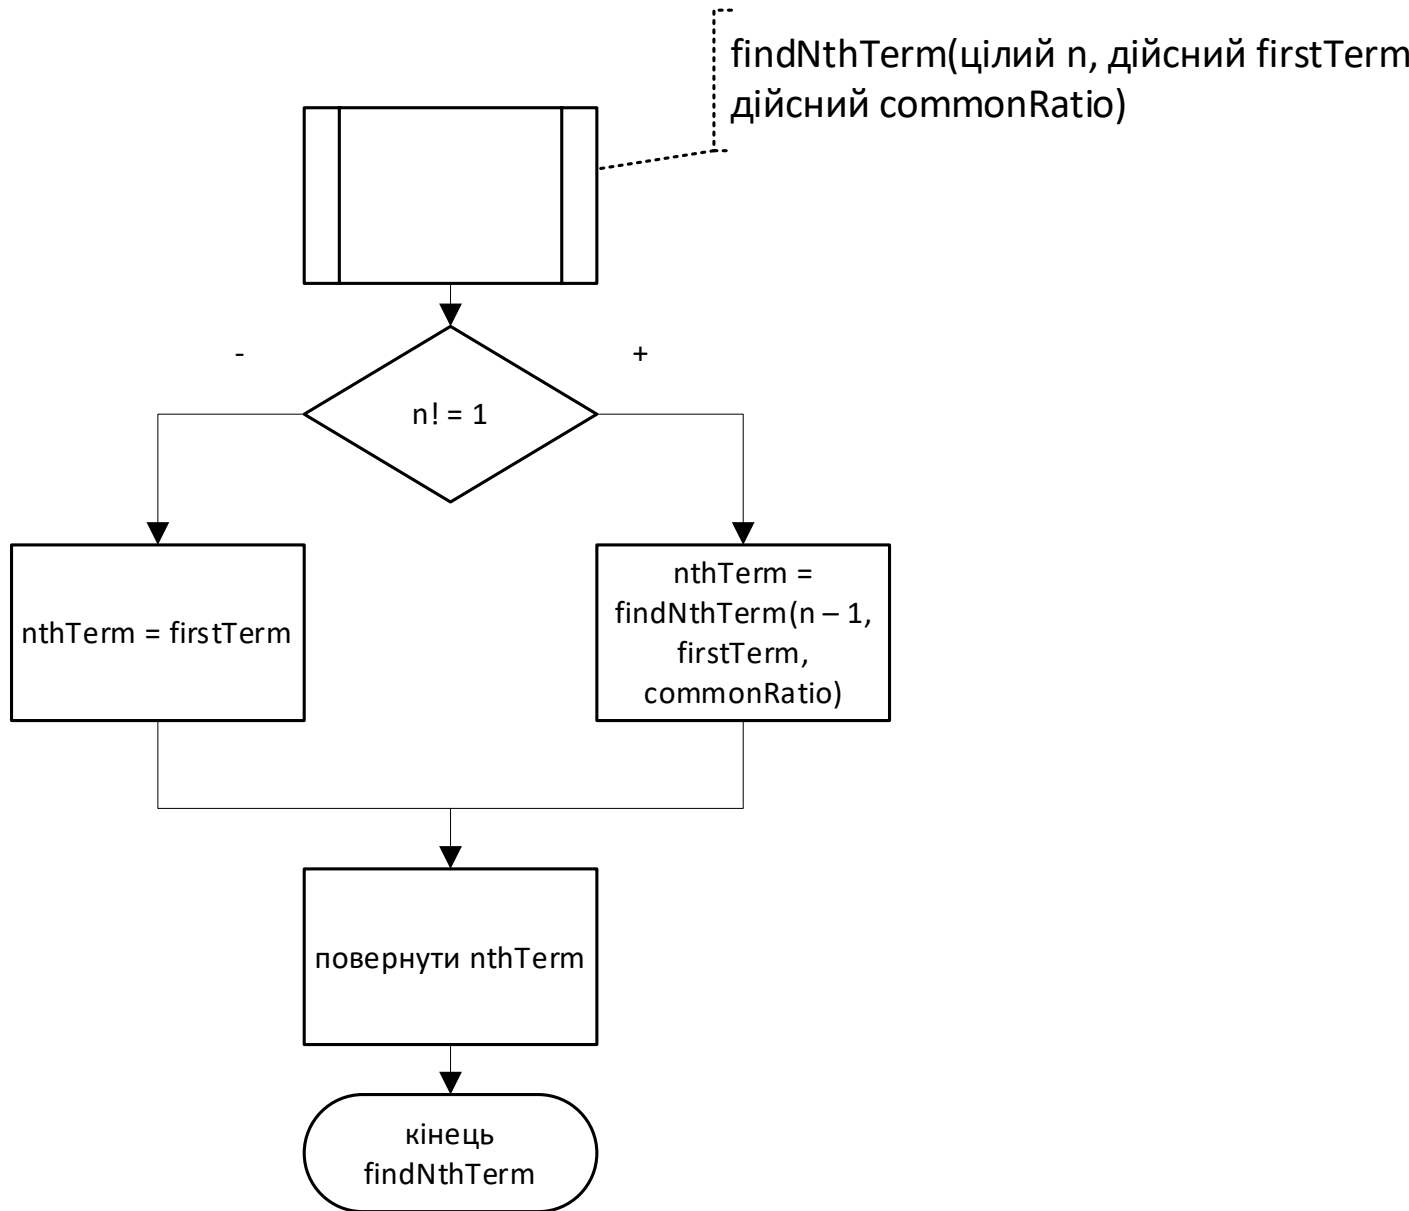 findNthTerm(цілий n, дійсний firstTerm
дійсний commonRatio)
-
+
n! = 1
nthTerm = firstTerm
nthTerm =
findNthTerm(n – 1,
firstTerm,
commonRatio)
повернути nthTerm
кінець
findNthTerm